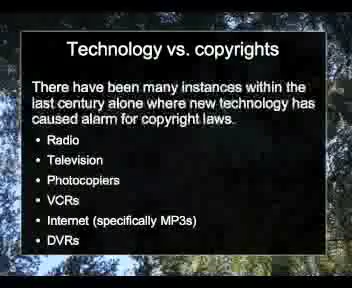 Technology vs. copyrights
There have been many instances within the
last century alone where new technology has
caused alarm for copyright laws.
• Radio
• Television
• Photocopiers
• VCRs
• Internet (specifically MP3s)
• DVRs